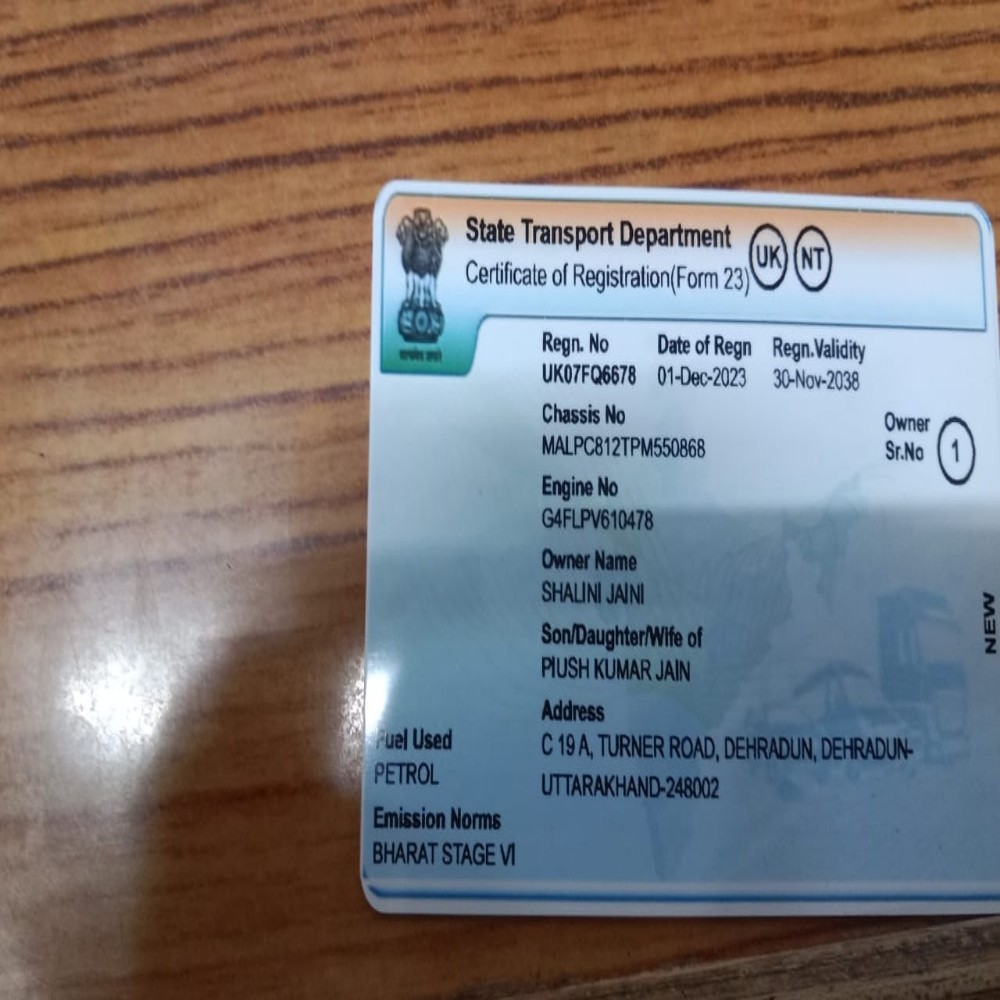 State Transport Department
Certificate of Registration(Form 23)
UK NT
सत्यमेव जयते
Regn. No Date of Regn Regn.Validity
UK07FQ6678 01-Dec-2023 30-Nov-2038
Chassis No
MALPC812TPM550868
Owner
Sr.No 1
Engine No
G4FLPV610478
Owner Name
SHALINI JAINI
Son/Daughter/Wife of
PIUSH KUMAR JAIN
Address
C 19 A, TURNER ROAD, DEHRADUN, DEHRADUN-
UTTARAKHAND-248002
Fuel Used
PETROL
Emission Norms
BHARAT STAGE VI
NEW